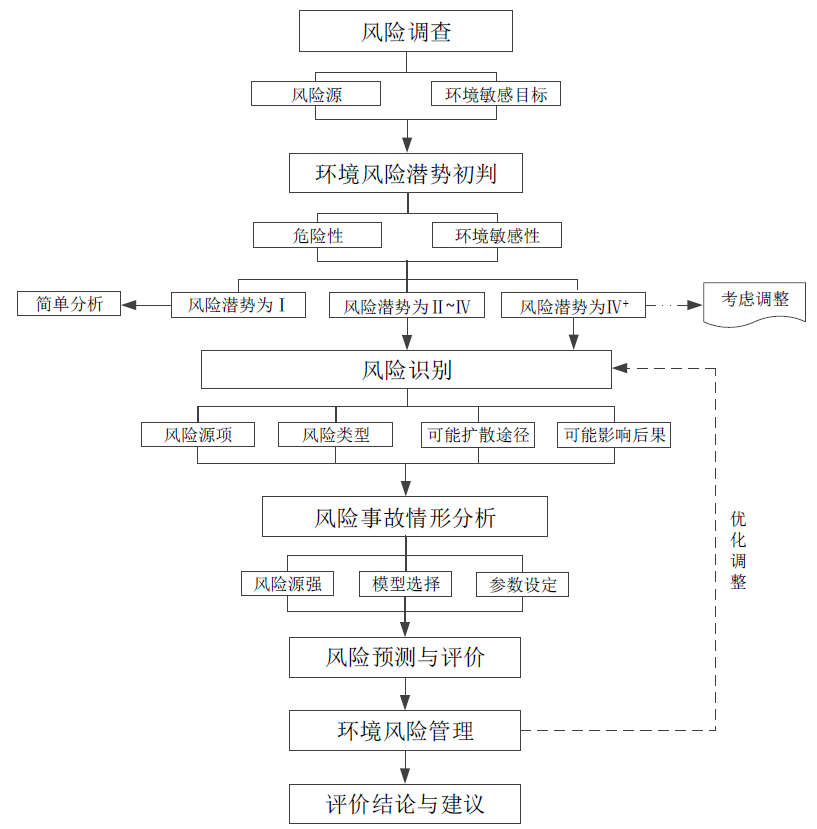 风险调查
风险源
环境敏感目标
环境风险潜势初判
危险性
环境敏感性
简单分析
风险潜势为Ⅰ
风险潜势为Ⅱ~Ⅳ
风险潜势为Ⅳ+
考虑调整
风险识别
风险源项
风险类型
可能扩散途径
可能影响后果
风险事故情形分析
优化调整
风险源强
模型选择
参数设定
风险预测与评价
环境风险管理
评价结论与建议